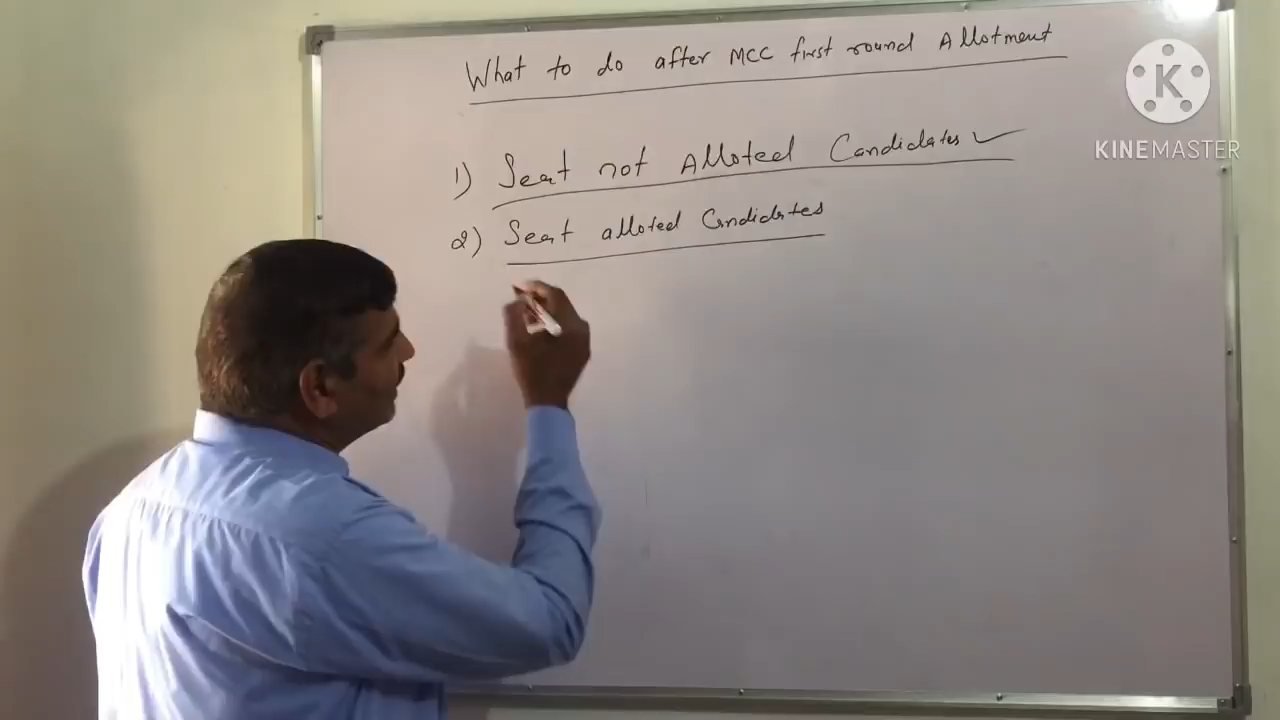 What to do after MCC first round Allotment
1) Seat not Alloted Candidates ✓
2) Seat alloted Candidates
K
KINEMASTER